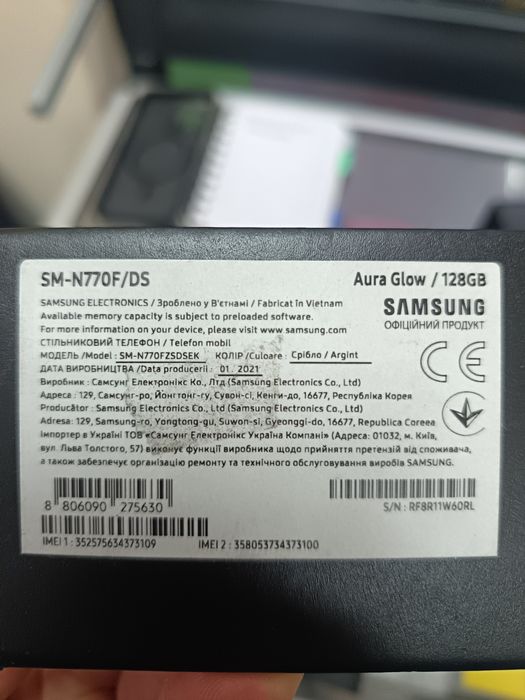 SM-N770F/DS
Aura Glow / 128GB
SAMSUNG ELECTRONICS / Зроблено у В'єтнамі / Fabricat în Vietnam
Available memory capacity is subject to preloaded software.
For more information on your device, please visit www.samsung.com
SAMSUNG
ОФІЦІЙНИЙ ПРОДУКТ
СТІЛЬНИКОВИЙ ТЕЛЕФОН / Telefon mobil
МОДЕЛЬ /Model : SM-N770FZSDSEK КОЛІР /Culoare : Срібло / Argint
ДАТА ВИРОБНИЦТВА /Data producerii : 01. 2021
CE
Виробник : Самсунг Електронікс Ко., Лтд (Samsung Electronics Co., Ltd)
Адреса : 129, Самсунг-ро, Йонгтонг-гу, Сувон-сі, Кенгі-до, 16677, Республіка Корея
Producător : Samsung Electronics Co., Ltd (Samsung Electronics Co., Ltd)
Adresa: 129, Samsung-ro, Yongtong-gu, Suwon-si, Gyeonggi-do, 16677, Republica Coreea
Імпортер в Україні ТОВ «Самсунг Електронікс Україна Компані» (Адреса: 01032, м. Київ,
вул. Льва Толстого, 57) виконує функції виробника щодо прийняття претензій від споживача,
а також забезпечує організацію ремонту та технічного обслуговування виробів SAMSUNG.
8 806090 275630
S/N : RF8R11W60RL
IMEI 1 : 352575634373109
IMEI 2 : 358053734373100